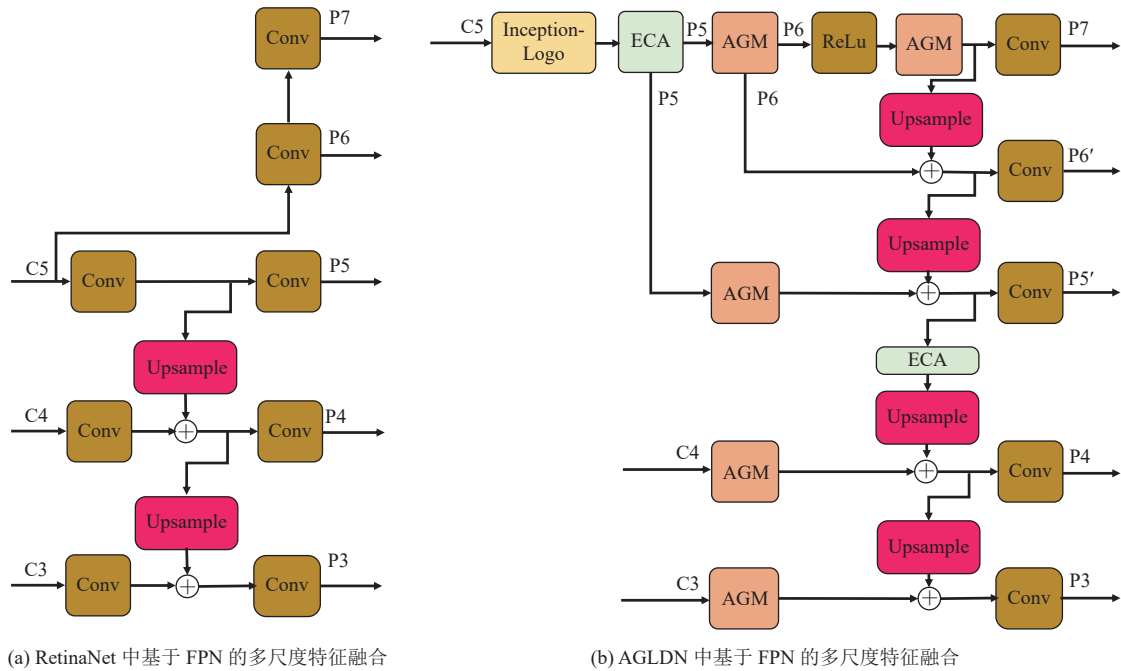 Conv
P7
Conv
P6
C5
Conv
Conv
P5
Upsample
C4
Conv
Conv
P4
Upsample
C3
Conv
Conv
P3
(a) RetinaNet 中基于 FPN 的多尺度特征融合
C5
Inception-
Logo
ECA
P5
AGM
P6
ReLu
AGM
Conv
P7
P5
P6
Upsample
Conv
P6′
Upsample
AGM
Conv
P5′
ECA
Upsample
C4
AGM
Conv
P4
Upsample
C3
AGM
Conv
P3
(b) AGLDN 中基于 FPN 的多尺度特征融合